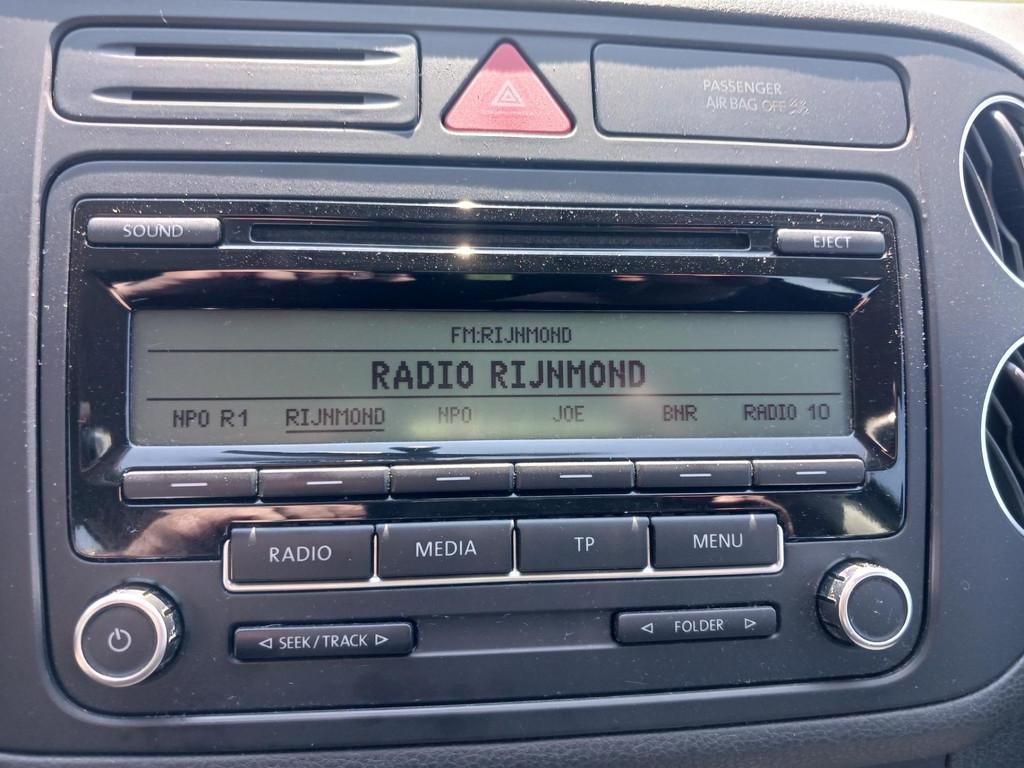 PASSENGER
AIR BAG OFF
SOUND
EJECT
FM:RIJNMOND
RADIO RIJNMOND
NPO R1 RIJNMOND NPO JOE BNR RADIO 10
RADIO MEDIA TP MENU
SEEK / TRACK
FOLDER